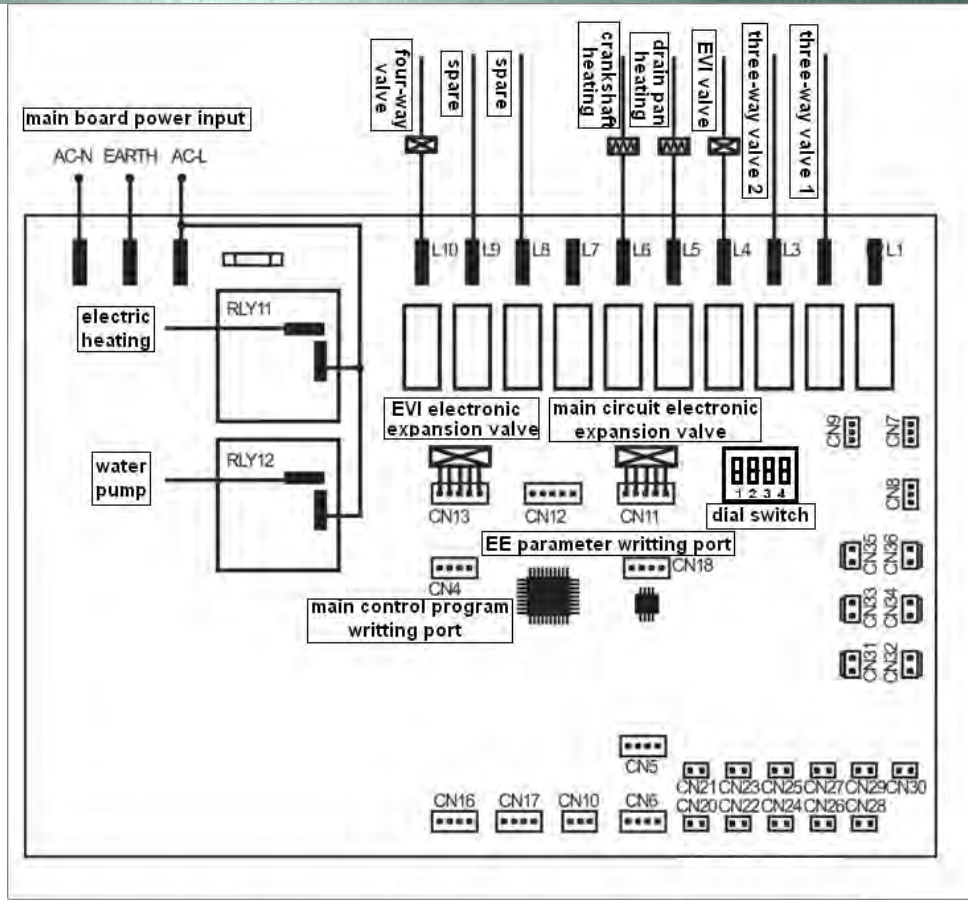 four-way
valve
spare
spare
crankshaft
heating
drain pan
heating
EVI valve
three-way valve 2
three-way valve 1
main board power input
AC-N EARTH AC-L
L10 L9 L8 L7 L6 L5 L4 L3 L1
RLY11
electric
heating
EVI electronic
expansion valve
main circuit electronic
expansion valve
CN9 CN7
RLY12
water
pump
1 2 3 4
CN8
CN13 CN12 CN11
dial switch
EE parameter writting port
CN35 CN36
CN4
CN18
main control program
writting port
CN33 CN34
CN31 CN32
CN5
CN21 CN23 CN25 CN27 CN29 CN30
CN16 CN17 CN10 CN6 CN20 CN22 CN24 CN26 CN28